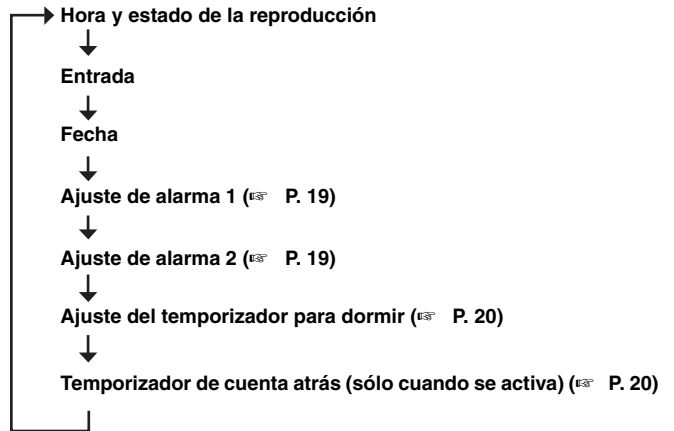 Hora y estado de la reproducción
Entrada
Fecha
Ajuste de alarma 1 (☞ P. 19)
Ajuste de alarma 2 (☞ P. 19)
Ajuste del temporizador para dormir (☞ P. 20)
Temporizador de cuenta atrás (sólo cuando se activa) (☞ P. 20)